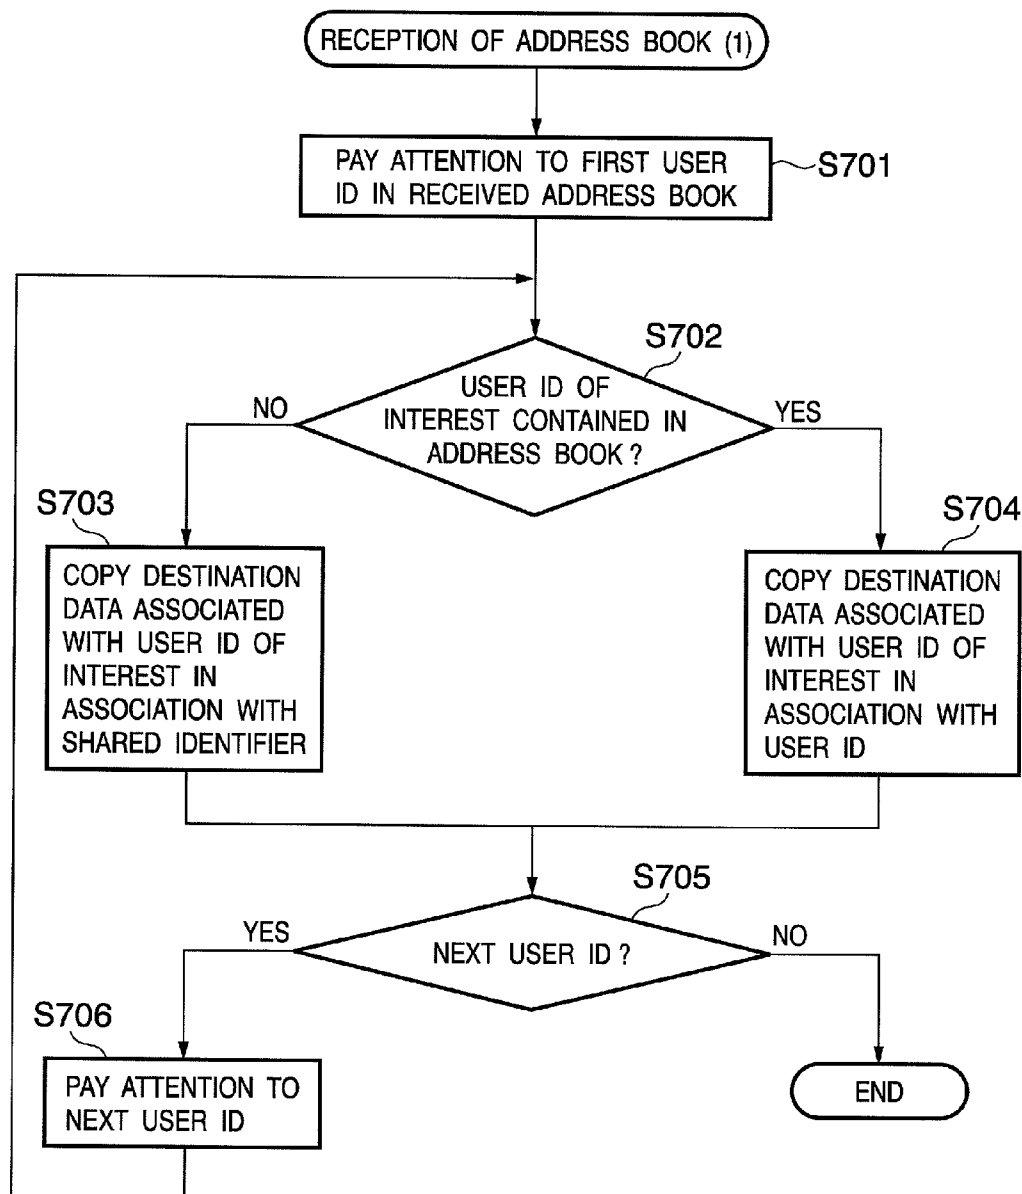 RECEPTION OF ADDRESS BOOK (1)
PAY ATTENTION TO FIRST USER
ID IN RECEIVED ADDRESS BOOK
S701
S702
USER ID OF
INTEREST CONTAINED IN
ADDRESS BOOK ?
NO
YES
S703
COPY DESTINATION
DATA ASSOCIATED
WITH USER ID OF
INTEREST IN
ASSOCIATION WITH
SHARED IDENTIFIER
S704
COPY DESTINATION
DATA ASSOCIATED
WITH USER ID OF
INTEREST IN
ASSOCIATION WITH
USER ID
S705
NEXT USER ID ?
YES
NO
S706
PAY ATTENTION TO
NEXT USER ID
END